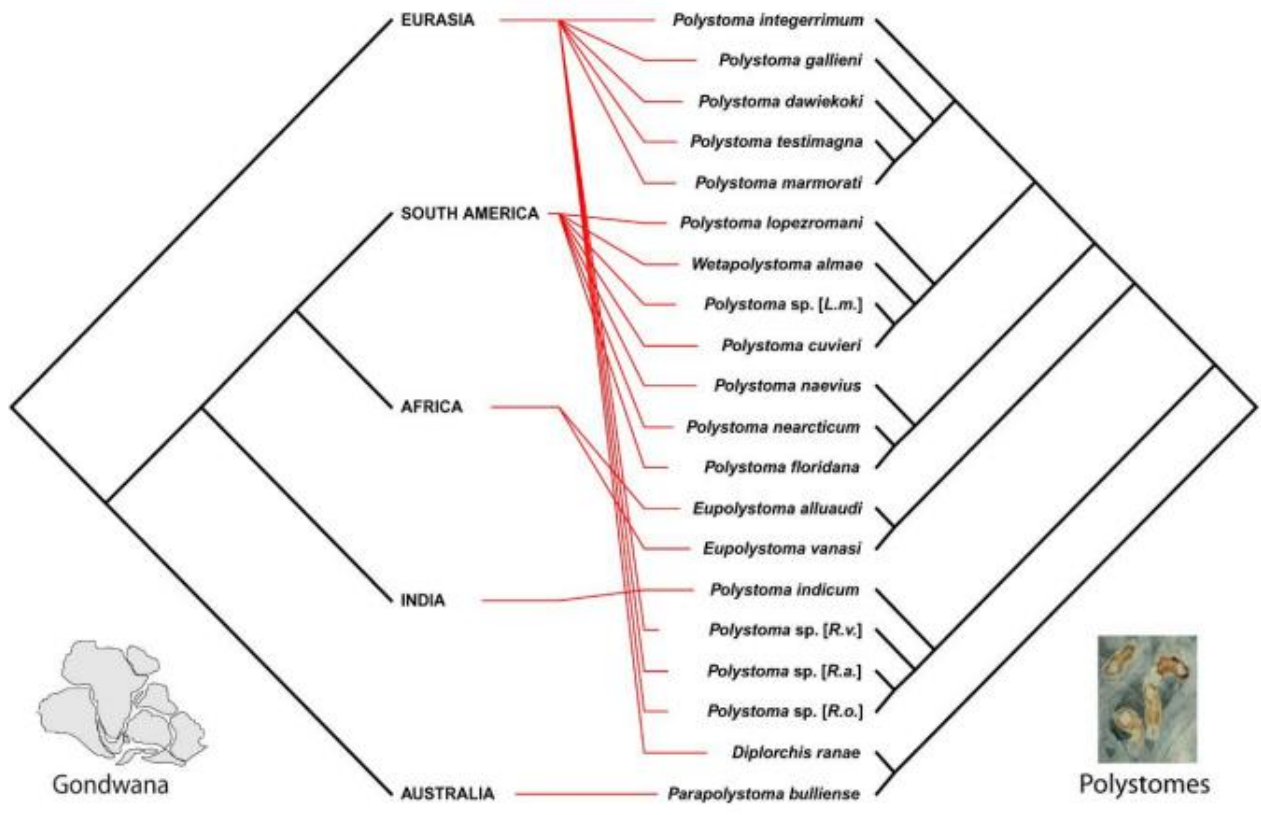 EURASIA
SOUTH AMERICA
AFRICA
INDIA
AUSTRALIA
Polystoma integerrimum
Polystoma gallieni
Polystoma dawiekoki
Polystoma testimagna
Polystoma marmorati
Polystoma lopezromani
Wetapolystoma almae
Polystoma sp. [L.m.]
Polystoma cuvieri
Polystoma naevius
Polystoma nearcticum
Polystoma floridana
Eupolystoma alluaudi
Eupolystoma vanasi
Polystoma indicum
Polystoma sp. [R.v.]
Polystoma sp. [R.a.]
Polystoma sp. [R.o.]
Diplorchis ranae
Parapolystoma bulliense
Gondwana
Polystomes